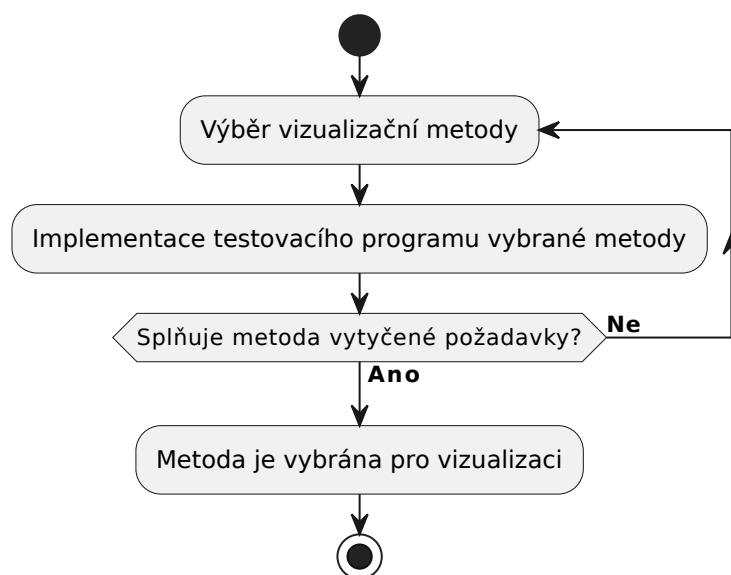 Výběr vizualizační metody
Implementace testovacího programu vybrané metody
Splňuje metoda vytyčené požadavky?
Ne
Ano
Metoda je vybrána pro vizualizaci